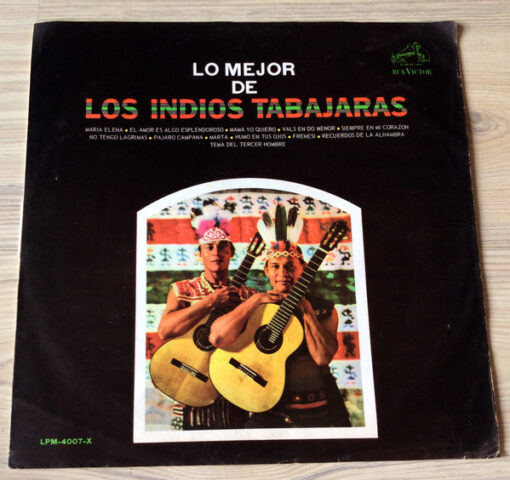 RCA VICTOR
LO MEJOR
DE
LOS INDIOS TABAJARAS
MARIA ELENA • EL AMOR ES ALGO ESPLENDOROSO • MAMA YO QUIERO • VALS EN DO MENOR • SIEMPRE EN MI CORAZON
NO TENGO LAGRIMAS • PAJARO CAMPANA • MARTA • HUMO EN TUS OJOS • FRENESI • RECUERDOS DE LA ALHAMBRA
TEMA DEL TERCER HOMBRE
LPM-4007-X